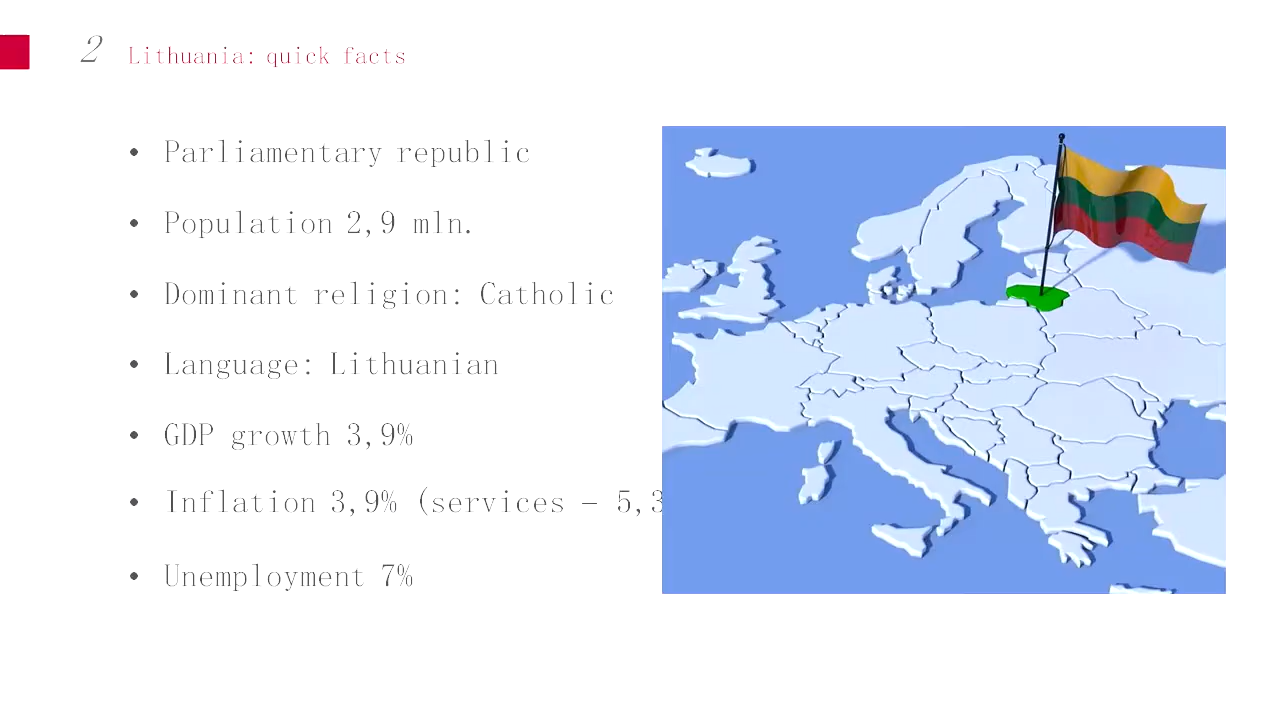 2 Lithuania: quick facts
• Parliamentary republic
• Population 2,9 mln.
• Dominant religion: Catholic
• Language: Lithuanian
• GDP growth 3,9%
• Inflation 3,9% (services – 5,3
• Unemployment 7%